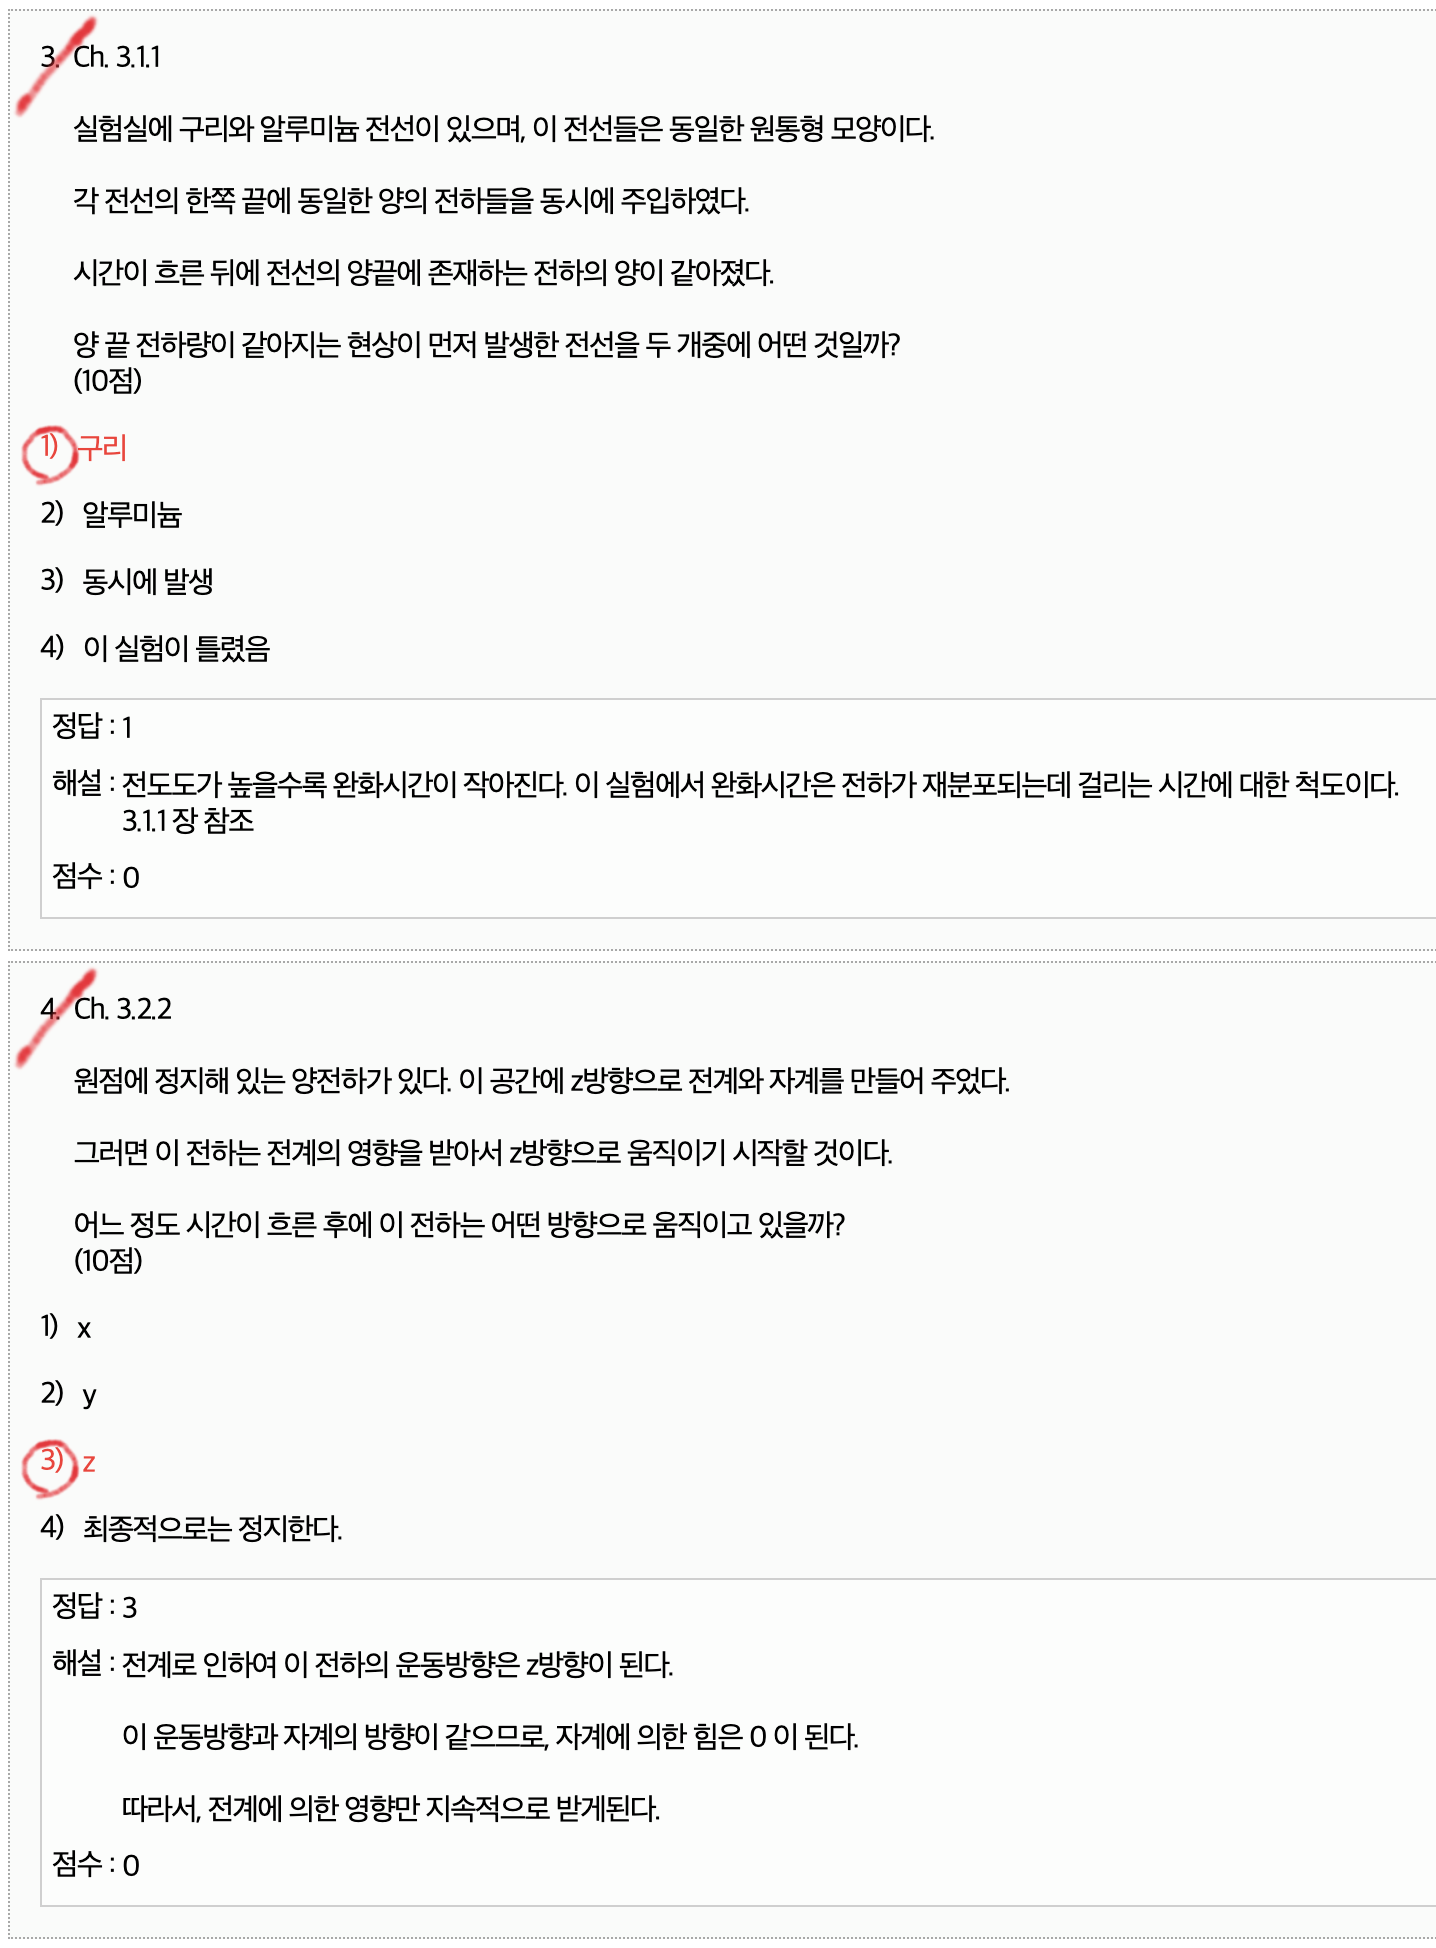 3. Ch. 3.1.1
실험실에 구리와 알루미늄 전선이 있으며, 이 전선들은 동일한 원통형 모양이다.
각 전선의 한쪽 끝에 동일한 양의 전하들을 동시에 주입하였다.
시간이 흐른 뒤에 전선의 양끝에 존재하는 전하의 양이 같아졌다.
양 끝 전하량이 같아지는 현상이 먼저 발생한 전선을 두 개중에 어떤 것일까?
(10점)
1) 구리
2) 알루미늄
3) 동시에 발생
4) 이 실험이 틀렸음
정답 : 1
해설 : 전도도가 높을수록 완화시간이 작아진다. 이 실험에서 완화시간은 전하가 재분포되는데 걸리는 시간에 대한 척도이다.
3.1.1 장 참조
점수 : 0
4. Ch. 3.2.2
원점에 정지해 있는 양전하가 있다. 이 공간에 z방향으로 전계와 자계를 만들어 주었다.
그러면 이 전하는 전계의 영향을 받아서 z방향으로 움직이기 시작할 것이다.
어느 정도 시간이 흐른 후에 이 전하는 어떤 방향으로 움직이고 있을까?
(10점)
1) x
2) y
3) z
4) 최종적으로는 정지한다.
정답 : 3
해설 : 전계로 인하여 이 전하의 운동방향은 z방향이 된다.
이 운동방향과 자계의 방향이 같으므로, 자계에 의한 힘은 0 이 된다.
따라서, 전계에 의한 영향만 지속적으로 받게된다.
점수 : 0